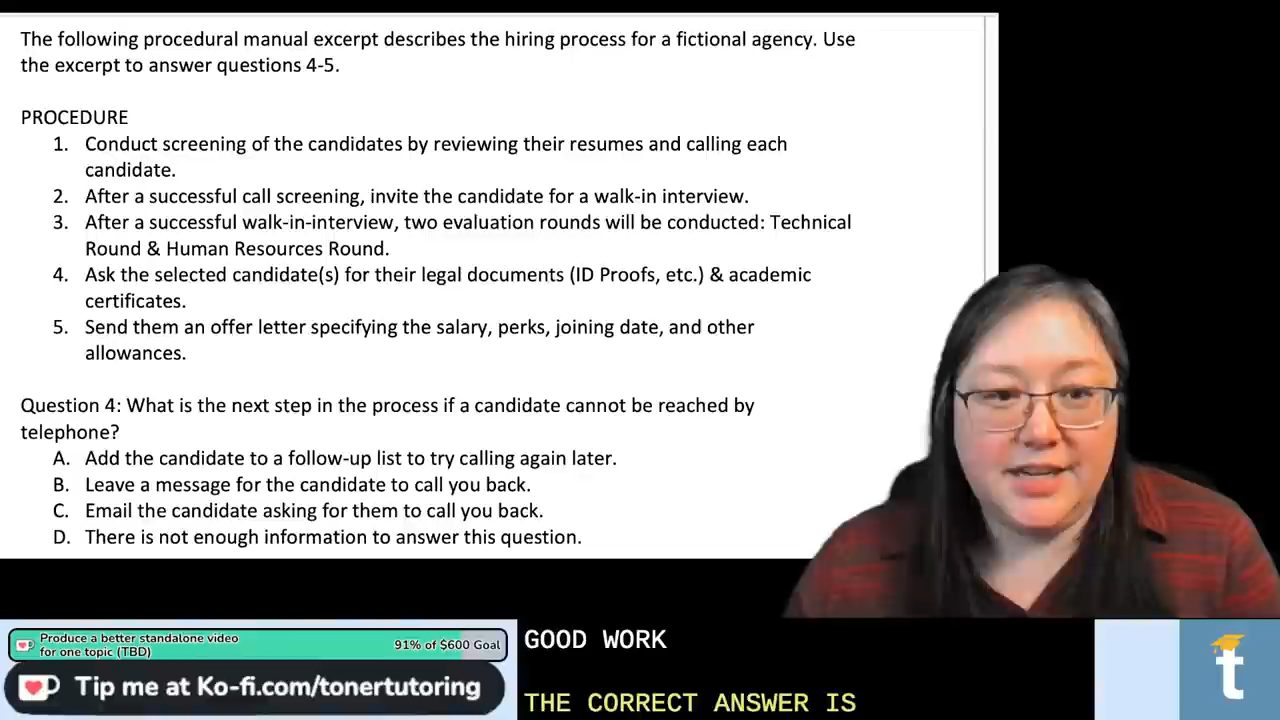 The following procedural manual excerpt describes the hiring process for a fictional agency. Use
the excerpt to answer questions 4-5.
PROCEDURE
1. Conduct screening of the candidates by reviewing their resumes and calling each
candidate.
2. After a successful call screening, invite the candidate for a walk-in interview.
3. After a successful walk-in-interview, two evaluation rounds will be conducted: Technical
Round & Human Resources Round.
4. Ask the selected candidate(s) for their legal documents (ID Proofs, etc.) & academic
certificates.
5. Send them an offer letter specifying the salary, perks, joining date, and other
allowances.
Question 4: What is the next step in the process if a candidate cannot be reached by
telephone?
A. Add the candidate to a follow-up list to try calling again later.
B. Leave a message for the candidate to call you back.
C. Email the candidate asking for them to call you back.
D. There is not enough information to answer this question.
Produce a better standalone video
for one topic (TBD)
91% of $600 Goal
Tip me at Ko-fi.com/tonertutoring
GOOD WORK
THE CORRECT ANSWER IS
t